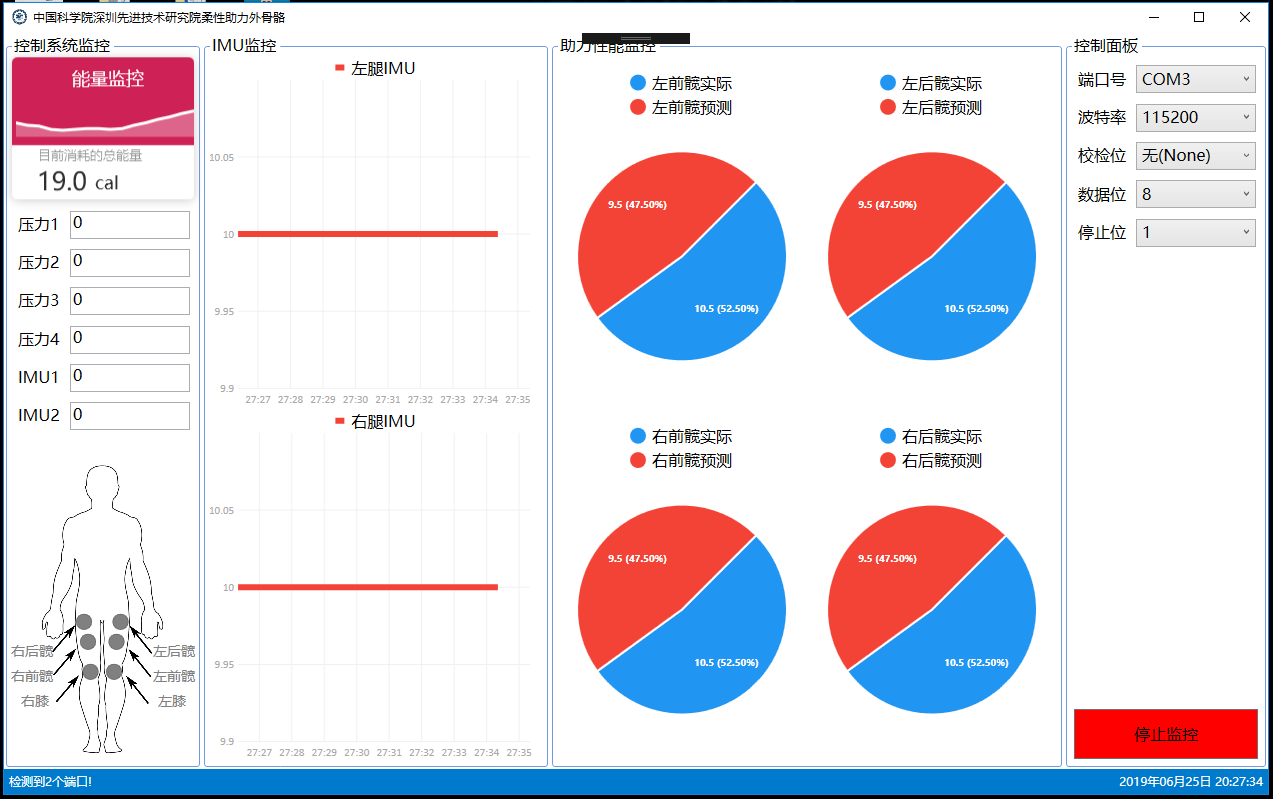 中国科学院深圳先进技术研究院柔性助力外骨骼
控制系统监控
能量监控
目前消耗的总能量
19.0 cal
压力1 0
压力2 0
压力3 0
压力4 0
IMU1 0
IMU2 0
右后髋
左后髋
右前髋
左前髋
右膝
左膝
IMU监控
左腿IMU
10.05
10
9.95
9.9
27:27 27:28 27:29 27:30 27:31 27:32 27:33 27:34 27:35
右腿IMU
10.05
10
9.95
9.9
27:27 27:28 27:29 27:30 27:31 27:32 27:33 27:34 27:35
助力性能监控
左前髋实际
左前髋预测
9.5 (47.50%)
10.5 (52.50%)
左后髋实际
左后髋预测
9.5 (47.50%)
10.5 (52.50%)
右前髋实际
右前髋预测
9.5 (47.50%)
10.5 (52.50%)
右后髋实际
右后髋预测
9.5 (47.50%)
10.5 (52.50%)
控制面板
端口号 COM3
波特率 115200
校检位 无(None)
数据位 8
停止位 1
停止监控
检测到2个端口!
2019年06月25日 20:27:34